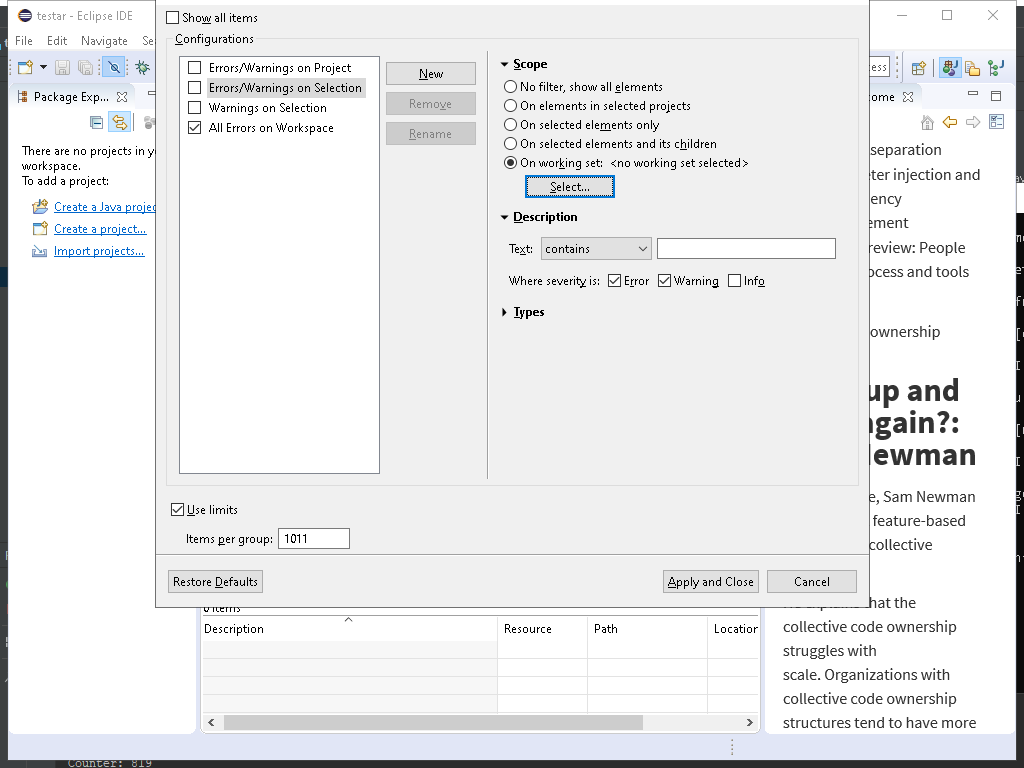 testar - Eclipse IDE
File Edit Navigate Se
Package Exp...
There are no projects in y
workspace.
To add a project:
Create a Java projec
Create a project...
Import projects...
Show all items
Configurations
Errors/Warnings on Project
Errors/Warnings on Selection
Warnings on Selection
All Errors on Workspace
New
Remove
Rename
Scope
No filter, show all elements
On elements in selected projects
On selected elements only
On selected elements and its children
On working set: <no working set selected>
Select...
Description
Text: contains
Where severity is: Error Warning Info
Types
Use limits
Items per group: 1011
Restore Defaults
Apply and Close
Cancel
0 items
Description Resource Path Location
ess
ome
separation
eter injection and
ency
ement
review: People
ocess and tools
ownership
up and
again?:
Newman
e, Sam Newman
feature-based
collective
He explains that the
collective code ownership
struggles with
scale. Organizations with
collective code ownership
structures tend to have more
Counter: 819